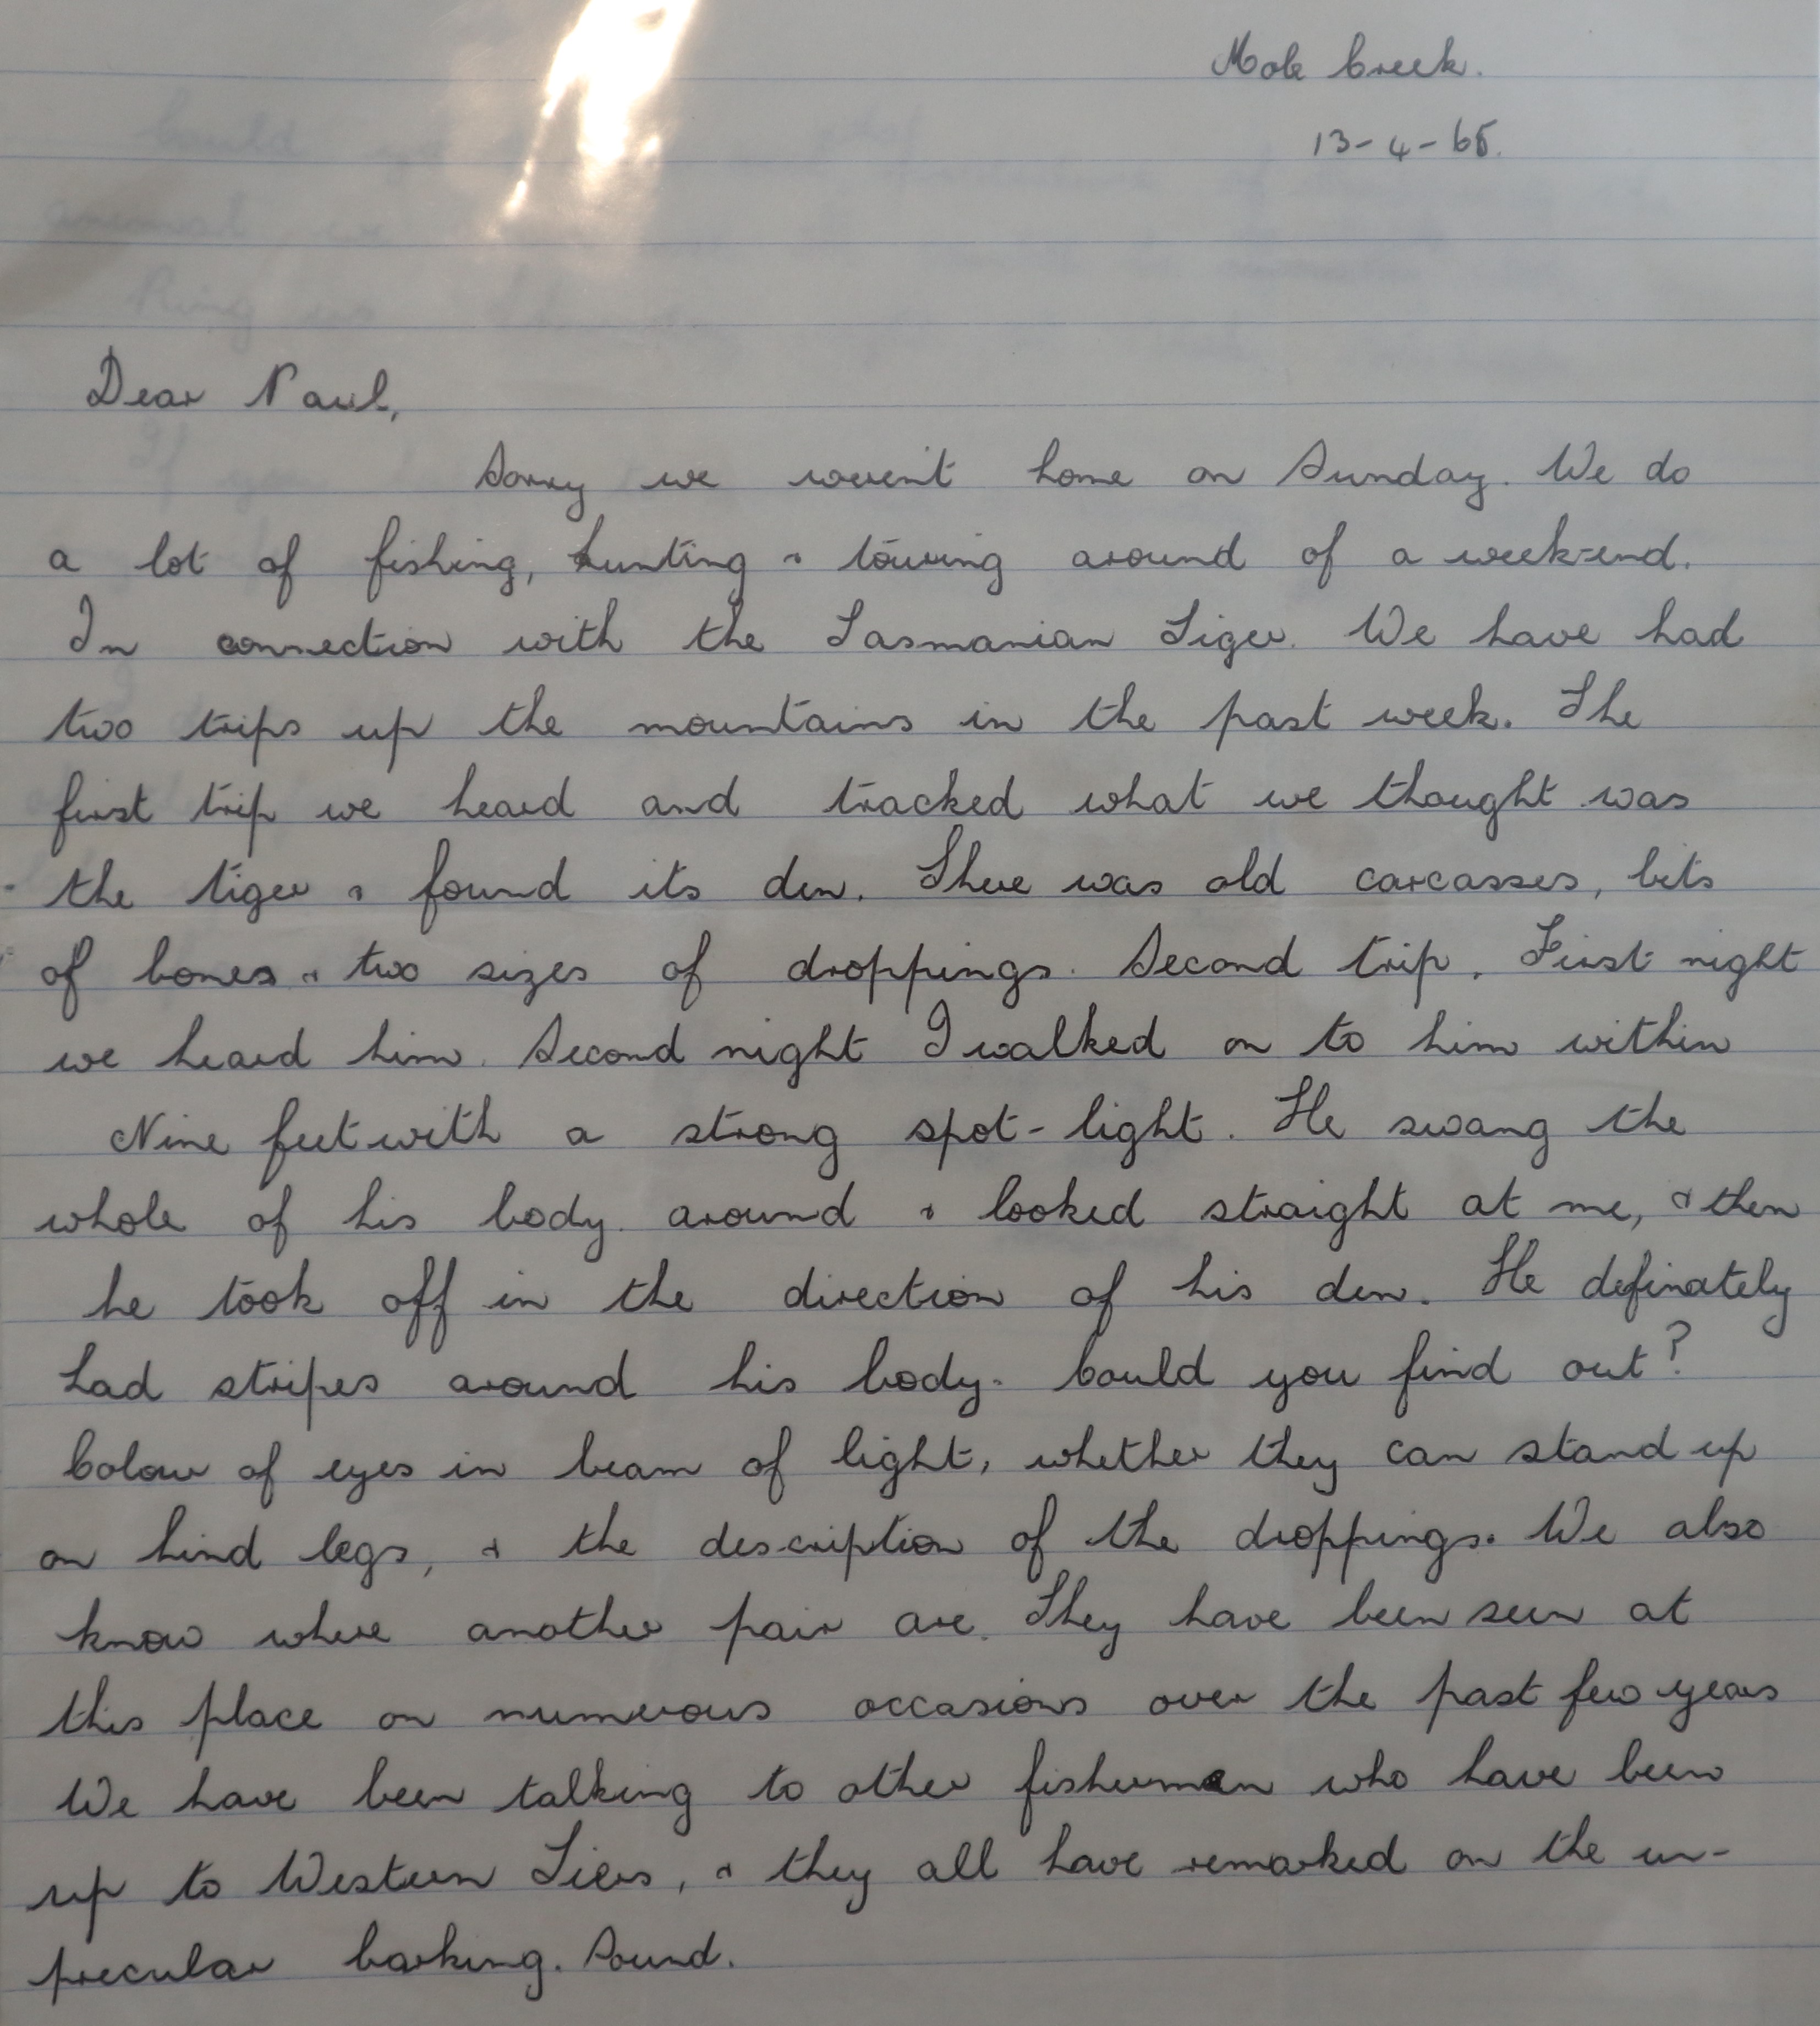 Mole Creek.
13-4-65.
Dear Paul,
Sorry we weren't home on Sunday. We do
a lot of fishing, hunting & touring around of a week-end.
In connection with the Tasmanian Tiger. We have had
two trips up the mountains in the past week. The
first trip we heard and tracked what we thought was
the tiger & found its den. There was old carcasses, bits
of bones & two sizes of droppings. Second trip. First night
we heard him. Second night I walked on to him within
Nine feet with a strong spot-light. He swang the
whole of his body around & looked straight at me, & then
he took off in the direction of his den. He definately
had stripes around his body. Could you find out?
Colour of eyes in beam of light, whether they can stand up
on hind legs, & the description of the droppings. We also
know where another pair are. They have been seen at
this place on numerous occasions over the past few years
We have been talking to other fisherman who have been
up to Western Tiers, & they all have remarked on the un-
precular barking. Sound.